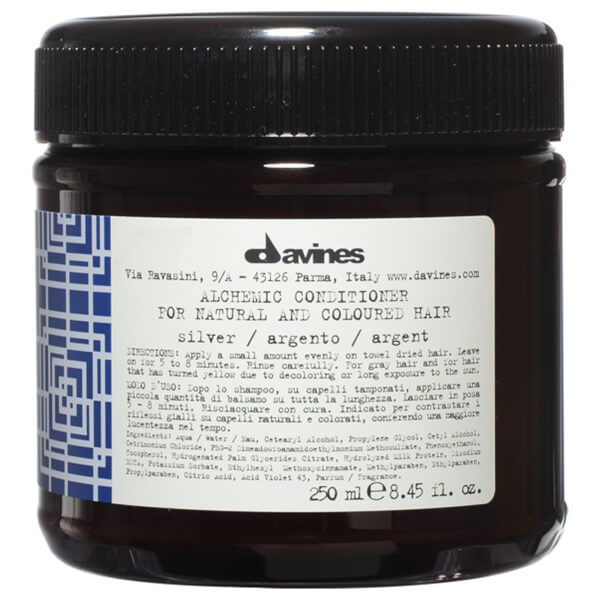 davines
Via Ravasini, 9/A - 43126 Parma, Italy www.davines.com
ALCHEMIC CONDITIONER
FOR NATURAL AND COLOURED HAIR
silver / argento / argent
DIRECTIONS: Apply a small amount evenly on towel dried hair. Leave
on for 5 to 8 minutes. Rinse carefully. For gray hair and for hair
that has turned yellow due to decoloring or long exposure to the sun.
MODO D'USO: Dopo lo shampoo, su capelli tamponati, applicare una
piccola quantità di balsamo su tutta la lunghezza. Lasciare in posa
5 - 8 minuti. Risciacquare con cura. Indicato per contrastare i
riflessi gialli su capelli naturali e colorati, conferendo una maggiore
lucentezza nel tempo.
Ingredients: Aqua / Water / Eau, Cetearyl Alcohol, Propylene Glycol, Cetyl Alcohol,
Cetrimonium Chloride, Methosulfate, Phenoxyethanol,
Tocopherol, Hydrogenated Palm Glycerides Citrate, Hydrolyzed Milk Protein, Disodium
EDTA, Potassium Sorbate, Ethylhexyl Methoxycinnamate, Methylparaben, Ethylparaben,
Propylparaben, Citric Acid, Acid Violet 43, Parfum / Fragrance.
250 ml e 8.45 fl. oz.